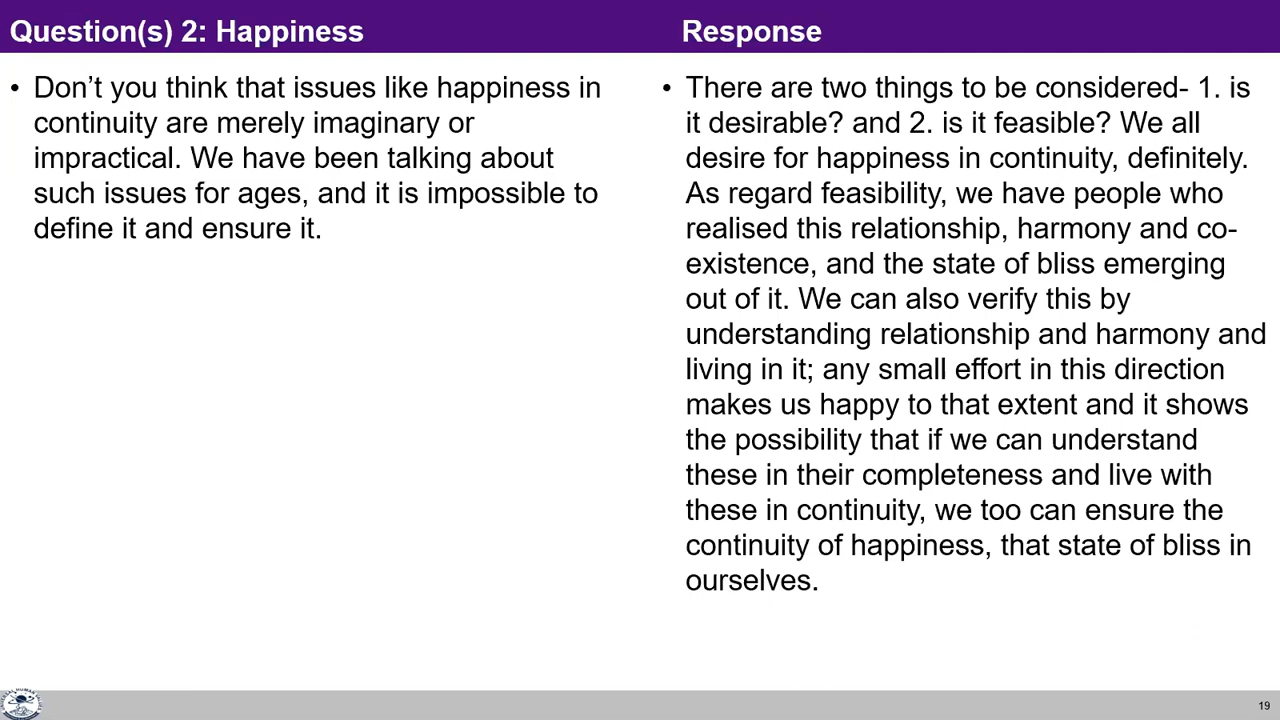 Question(s) 2: Happiness
Response
• Don’t you think that issues like happiness in
continuity are merely imaginary or
impractical. We have been talking about
such issues for ages, and it is impossible to
define it and ensure it.
• There are two things to be considered- 1. is
it desirable? and 2. is it feasible? We all
desire for happiness in continuity, definitely.
As regard feasibility, we have people who
realised this relationship, harmony and co-
existence, and the state of bliss emerging
out of it. We can also verify this by
understanding relationship and harmony and
living in it; any small effort in this direction
makes us happy to that extent and it shows
the possibility that if we can understand
these in their completeness and live with
these in continuity, we too can ensure the
continuity of happiness, that state of bliss in
ourselves.
19